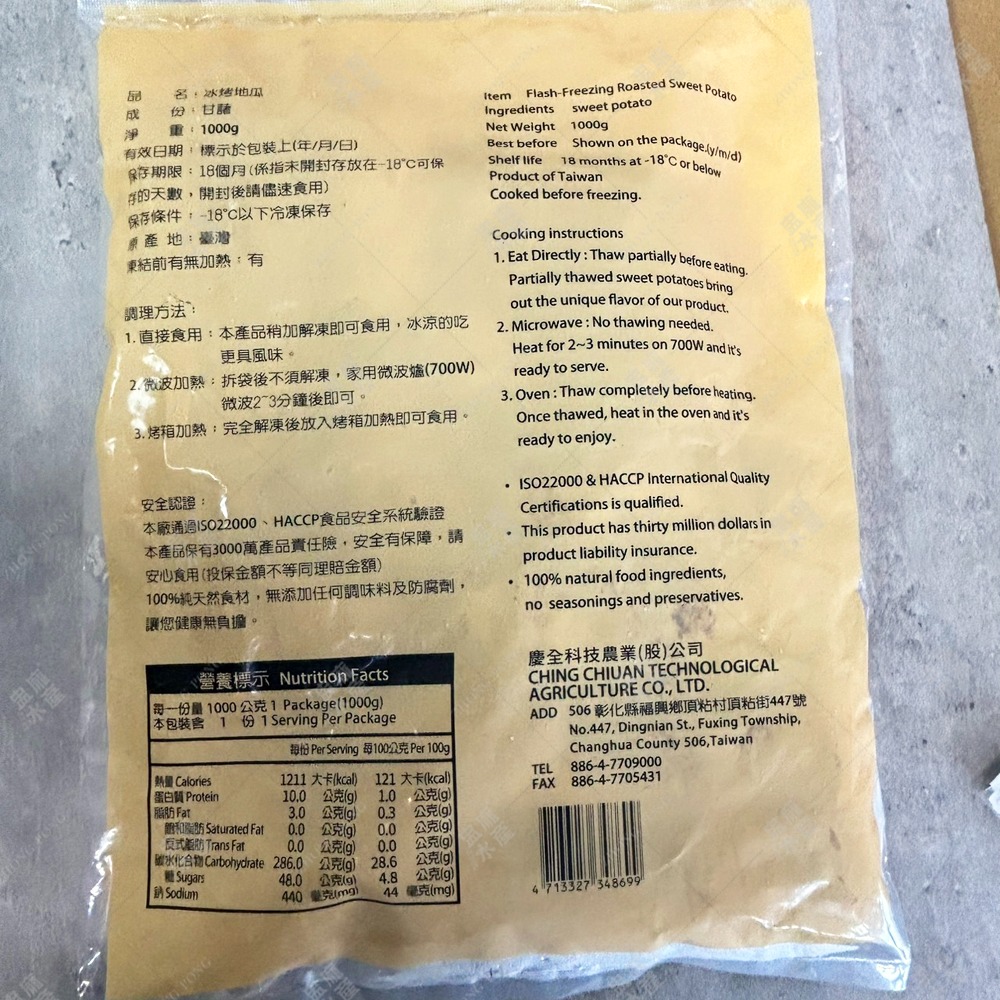 品名：冰烤地瓜
成份：甘藷
淨重：1000g
有效日期：標示於包裝上(年/月/日)
保存期限：18個月(係指未開封存放在-18°C可保
存的天數，開封後請儘速食用)
保存條件：-18°C以下冷凍保存
原產地：臺灣
凍結前有無加熱：有
調理方法：
1.直接食用：本產品稍加解凍即可食用，冰涼的吃
更具風味。
2.微波加熱：拆袋後不須解凍，家用微波爐(700W)
微波2~3分鐘後即可。
3.烤箱加熱：完全解凍後放入烤箱加熱即可食用。
安全認證：
本廠通過ISO22000、HACCP食品安全系統驗證
本產品保有3000萬產品責任險，安全有保障，請
安心食用(投保金額不等同理賠金額)
100%純天然食材，無添加任何調味料及防腐劑，
讓您健康無負擔。
營養標示 Nutrition Facts
每一份量 1000 公克 1 Package(1000g)
本包裝含 1 份 1 Serving Per Package
每份 Per Serving 每100公克 Per 100g
熱量 Calories 1211 大卡(kcal) 121 大卡(kcal)
蛋白質 Protein 10.0 公克(g) 1.0 公克(g)
脂肪 Fat 3.0 公克(g) 0.3 公克(g)
飽和脂肪 Saturated Fat 0.0 公克(g) 0.0 公克(g)
反式脂肪 Trans Fat 0.0 公克(g) 0.0 公克(g)
碳水化合物 Carbohydrate 286.0 公克(g) 28.6 公克(g)
糖 Sugars 48.0 公克(g) 4.8 公克(g)
鈉 Sodium 440 毫克(mg) 44 毫克(mg)
Item Flash-Freezing Roasted Sweet Potato
Ingredients sweet potato
Net Weight 1000g
Best before Shown on the package.(y/m/d)
Shelf life 18 months at -18°C or below
Product of Taiwan
Cooked before freezing.
Cooking instructions
1. Eat Directly : Thaw partially before eating.
Partially thawed sweet potatoes bring
out the unique flavor of our product.
2. Microwave : No thawing needed.
Heat for 2~3 minutes on 700W and it's
ready to serve.
3. Oven : Thaw completely before heating.
Once thawed, heat in the oven and it's
ready to enjoy.
• ISO22000 & HACCP International Quality
Certifications is qualified.
• This product has thirty million dollars in
product liability insurance.
• 100% natural food ingredients,
no seasonings and preservatives.
慶全科技農業(股)公司
CHING CHIUAN TECHNOLOGICAL
AGRICULTURE CO., LTD.
ADD 506 彰化縣福興鄉頂粘村頂粘街447號
No.447, Dingnian St., Fuxing Township,
Changhua County 506,Taiwan
TEL 886-4-7709000
FAX 886-4-7705431
4 713327 348699